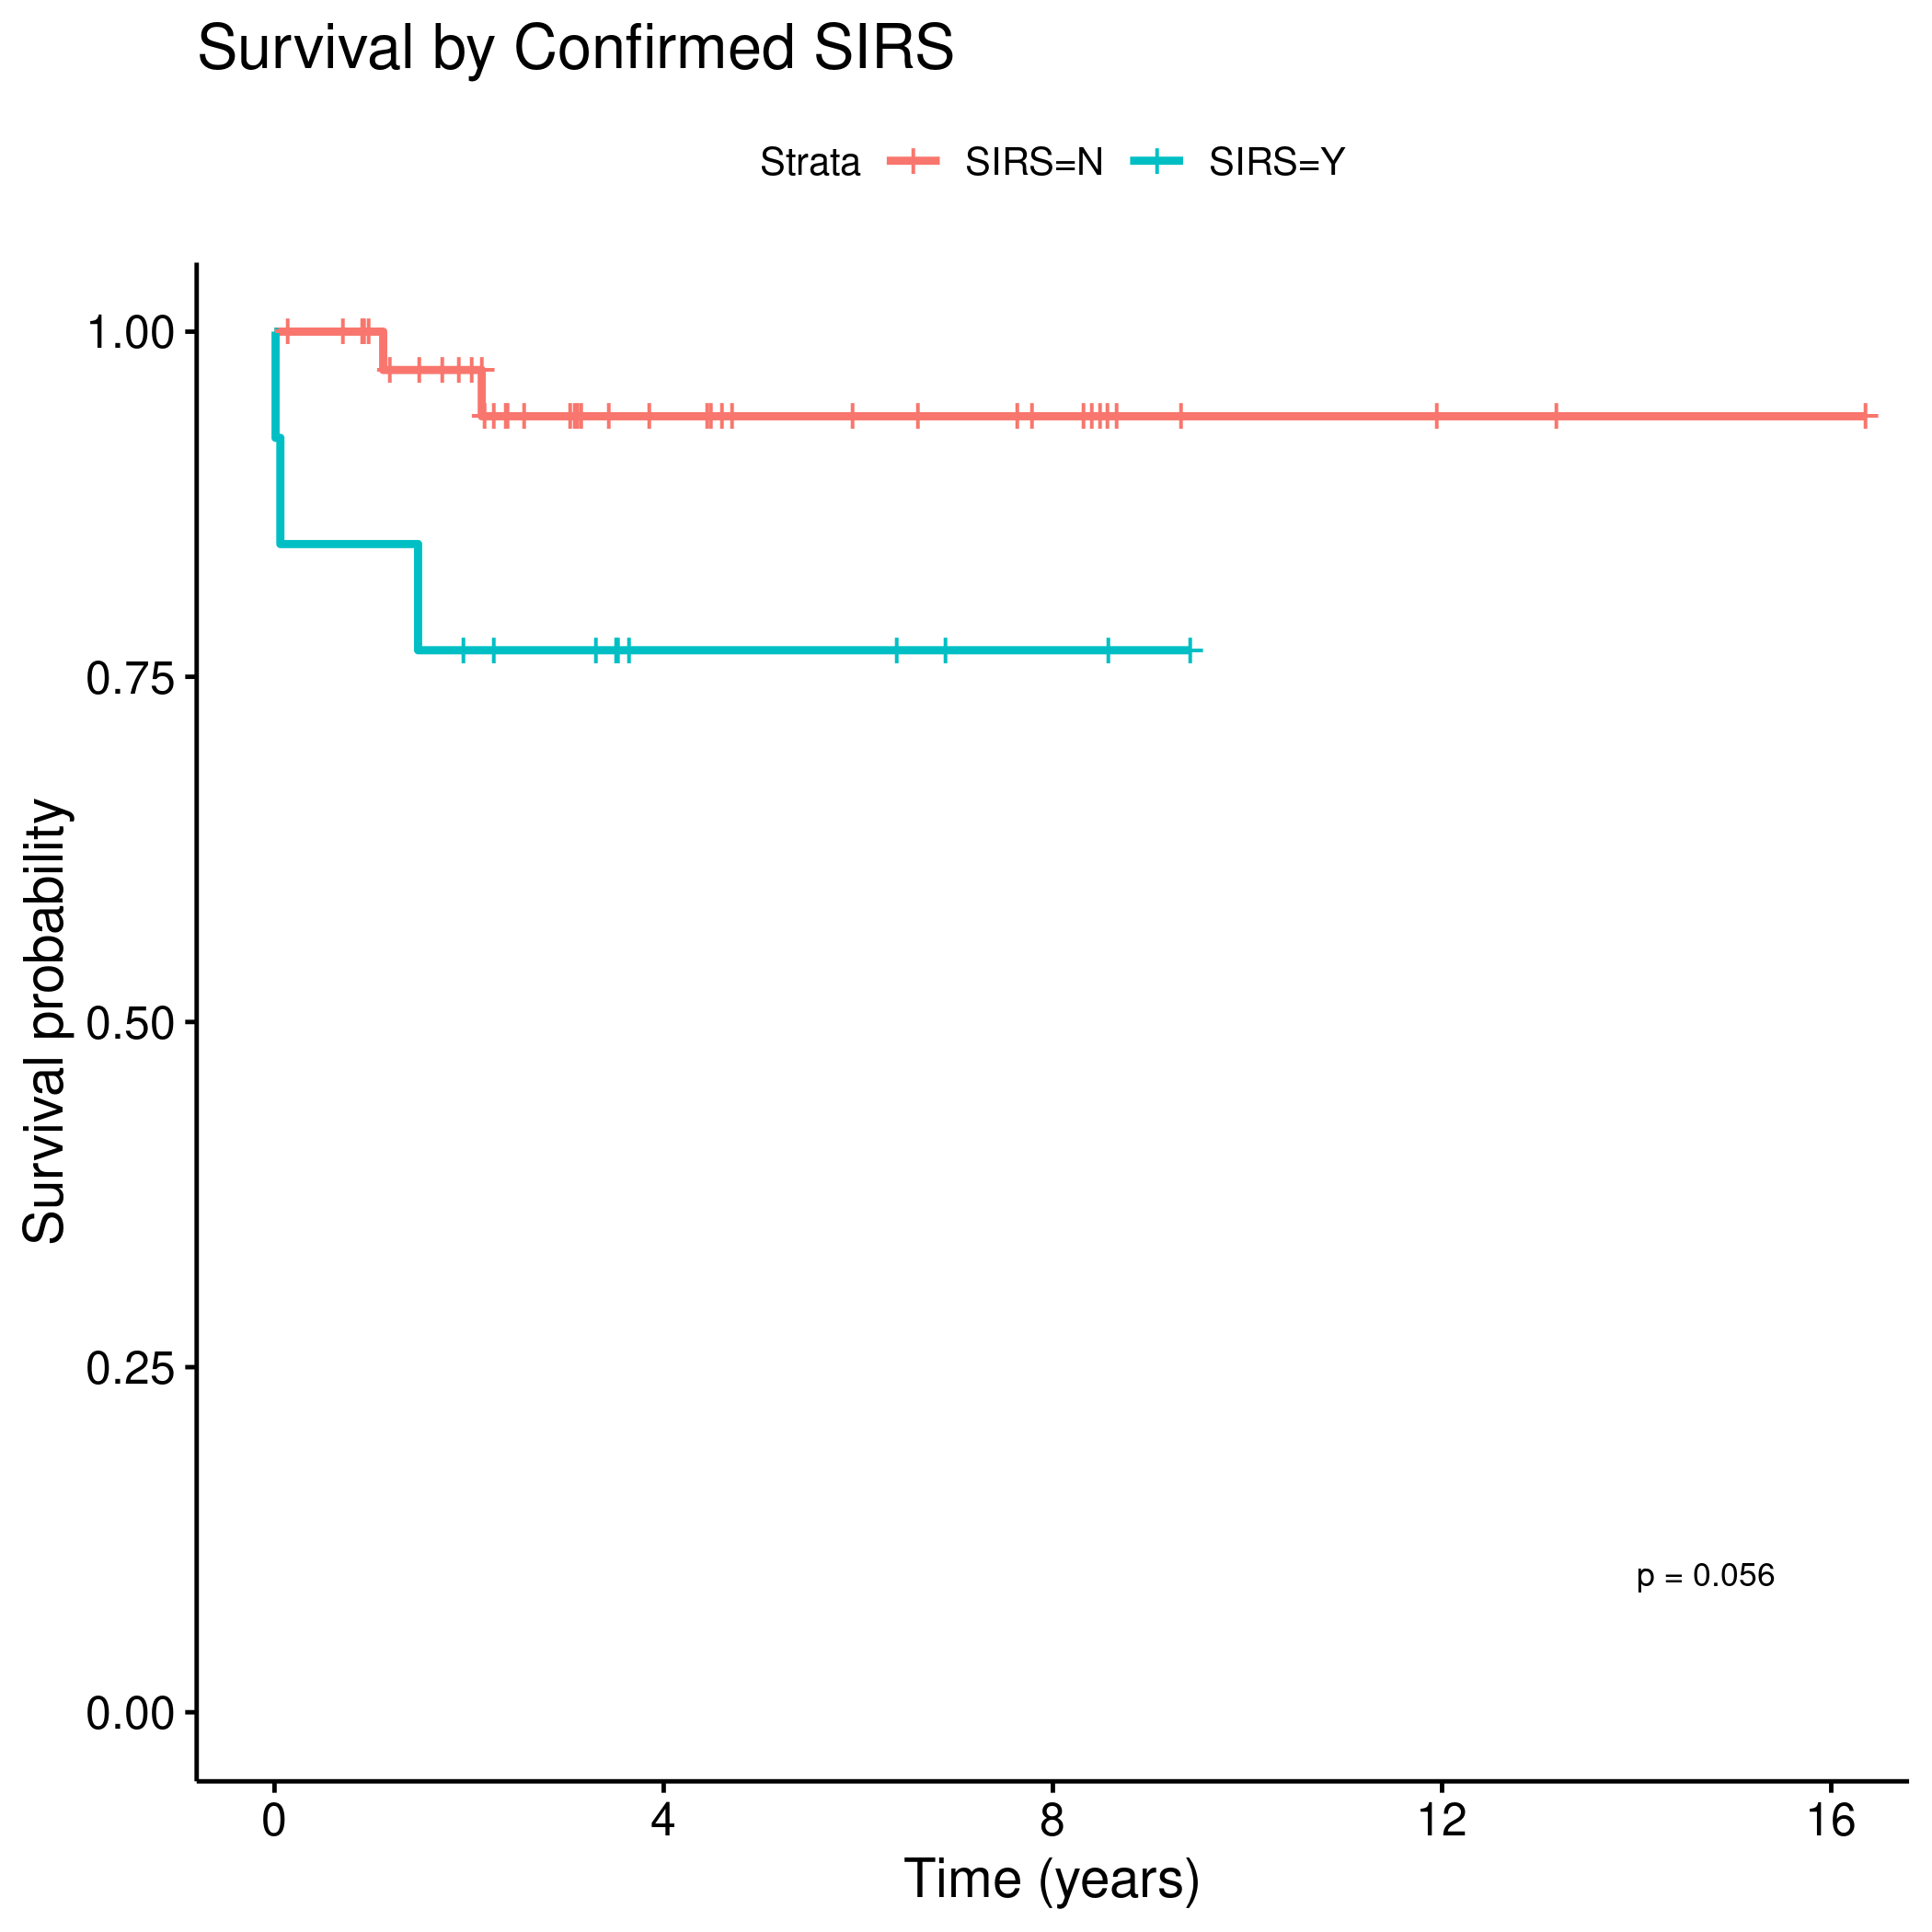 Survival by Confirmed SIRS
Strata SIRS=N SIRS=Y
Survival probability
1.00
0.75
0.50
0.25
0.00
p = 0.056
0 4 8 12 16
Time (years)